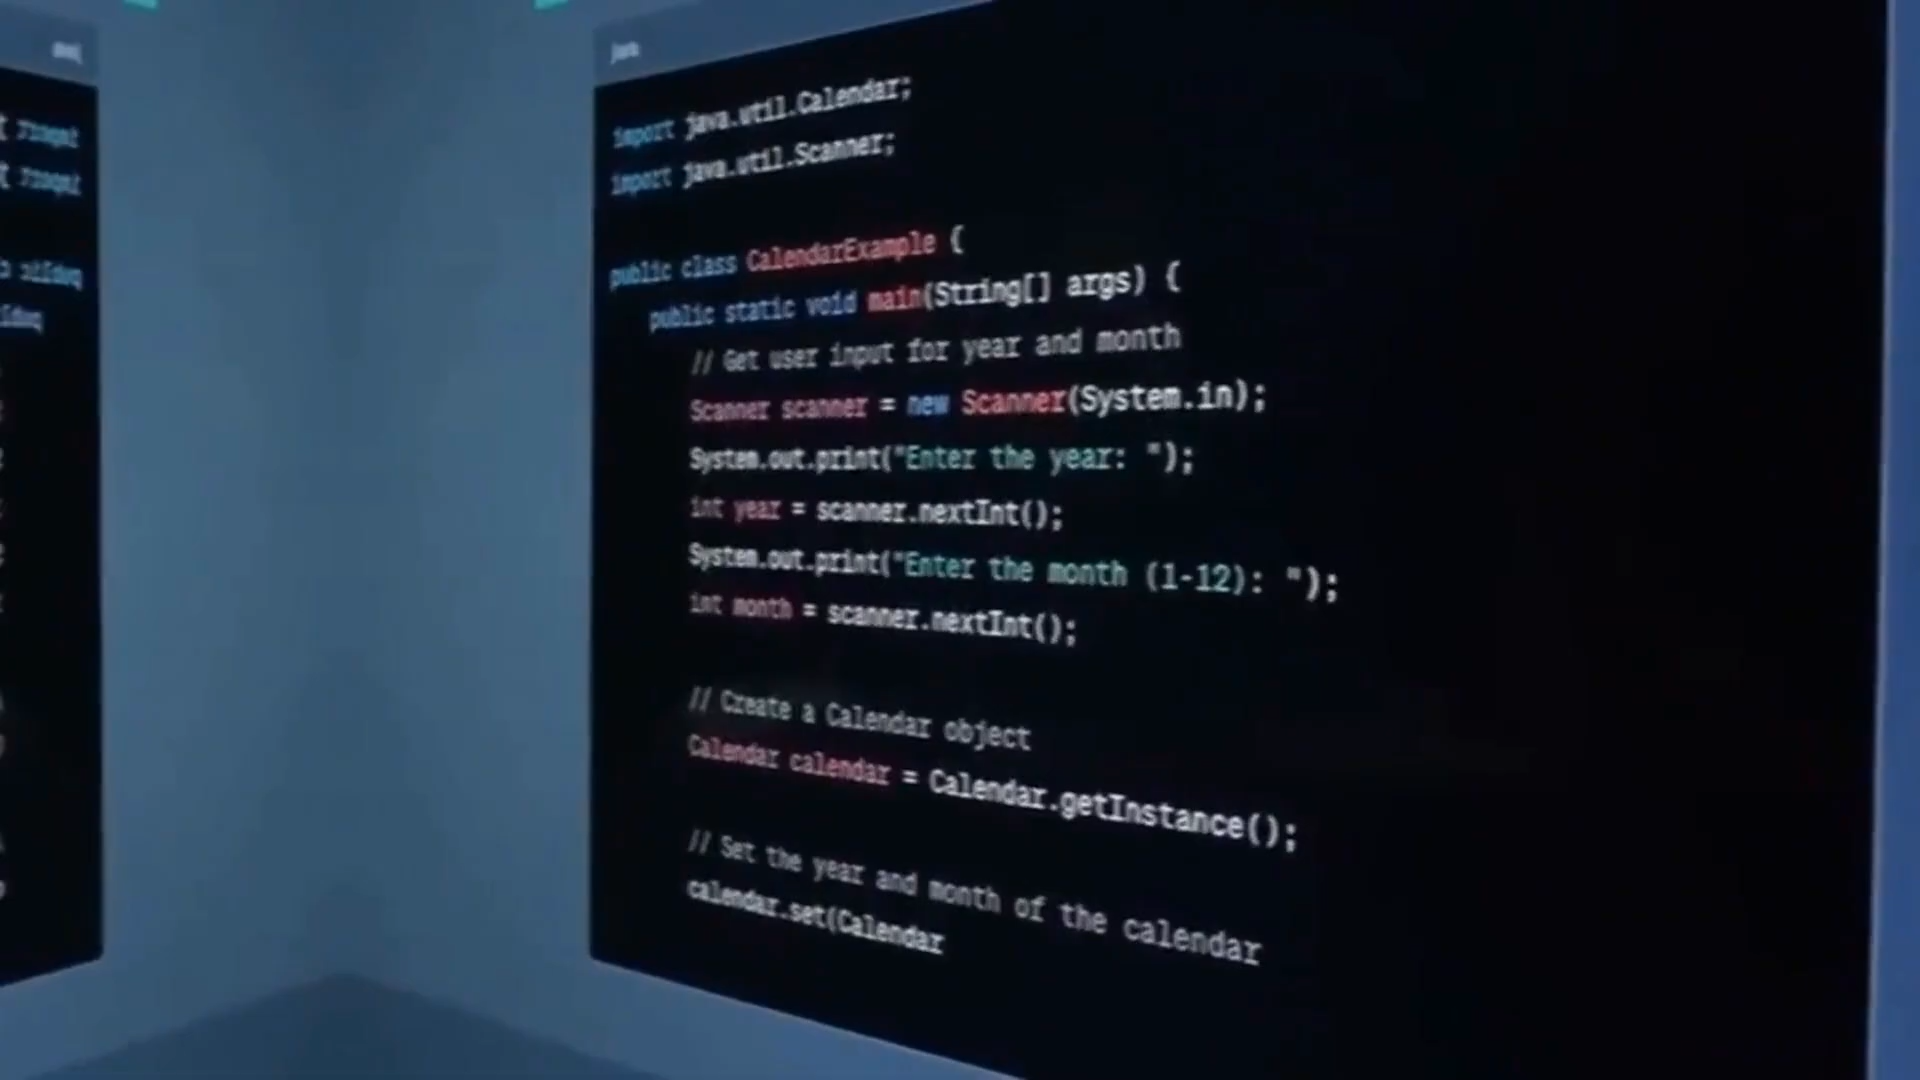 java
import java.util.Calendar;
import java.util.Scanner;
public class CalendarExample {
public static void main(String[] args) {
// Get user input for year and month
Scanner scanner = new Scanner(System.in);
System.out.print("Enter the year: ");
int year = scanner.nextInt();
System.out.print("Enter the month (1-12): ");
int month = scanner.nextInt();
// Create a Calendar object
Calendar calendar = Calendar.getInstance();
// Set the year and month of the calendar
calendar.set(Calendar